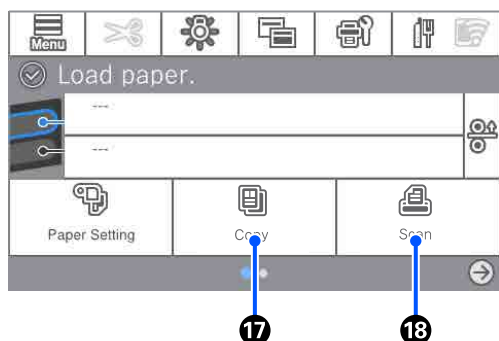 Menu
Load paper.
---
---
Paper Setting
Copy
Scan
17
18